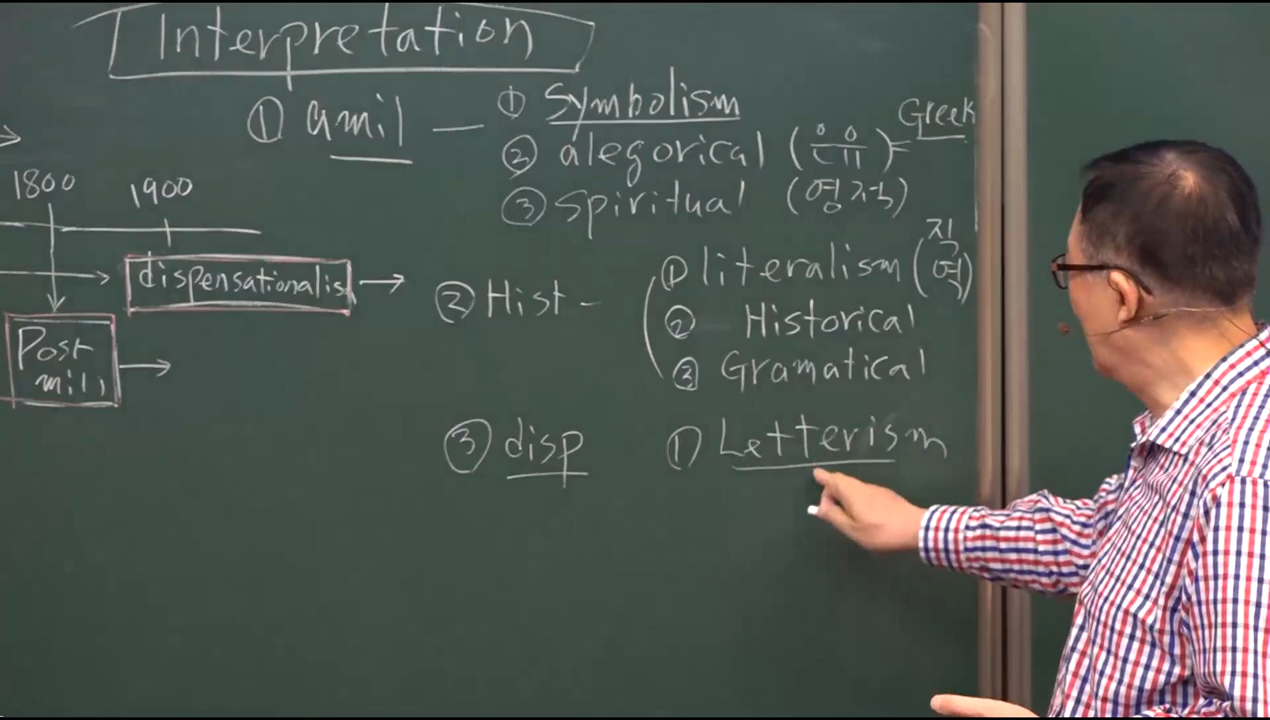 Interpretation
① amil — ① Symbolism
② alegorical (은유) = Greek
③ spiritual (영적)
1800 1900
dispensationalis
Post
mil,
② Hist - ① literalism (직역)
② Historical
③ Gramatical
③ disp ① Letterism